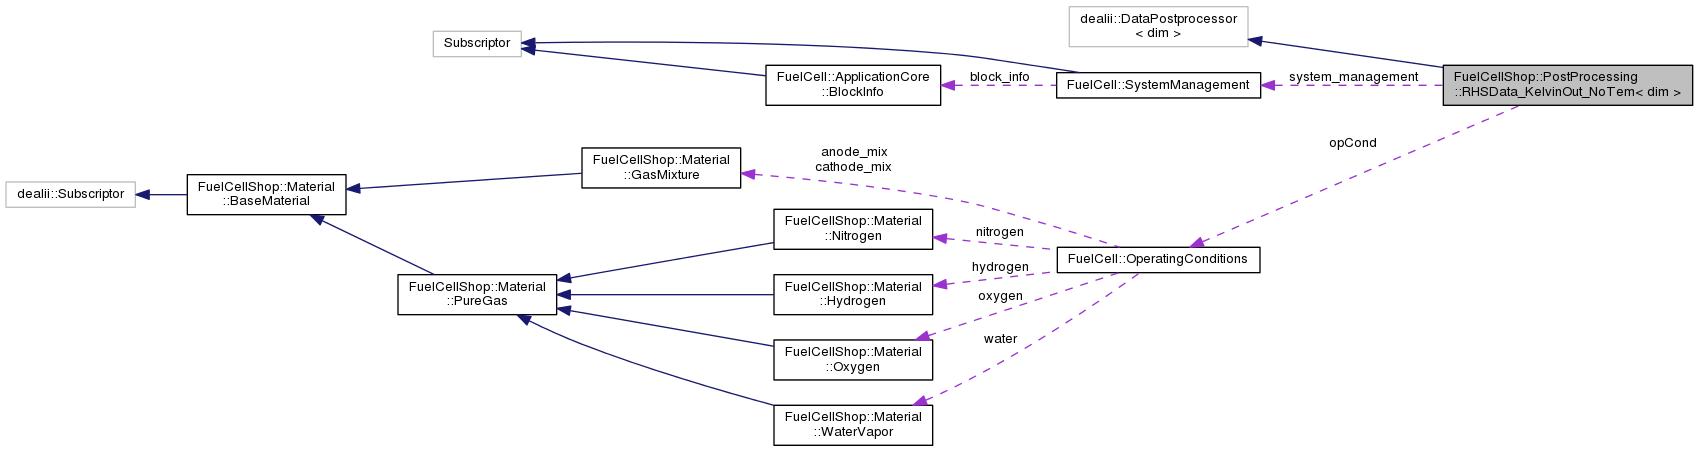 dealii::DataPostprocessor
< dim >
Subscriptor
FuelCell::ApplicationCore
::BlockInfo
block_info
FuelCell::SystemManagement
system_management
FuelCellShop::PostProcessing
::RHSData_KelvinOut_NoTem< dim >
opCond
anode_mix
cathode_mix
FuelCellShop::Material
::GasMixture
dealii::Subscriptor
FuelCellShop::Material
::BaseMaterial
FuelCellShop::Material
::Nitrogen
nitrogen
FuelCell::OperatingConditions
hydrogen
FuelCellShop::Material
::PureGas
FuelCellShop::Material
::Hydrogen
oxygen
water
FuelCellShop::Material
::Oxygen
FuelCellShop::Material
::WaterVapor